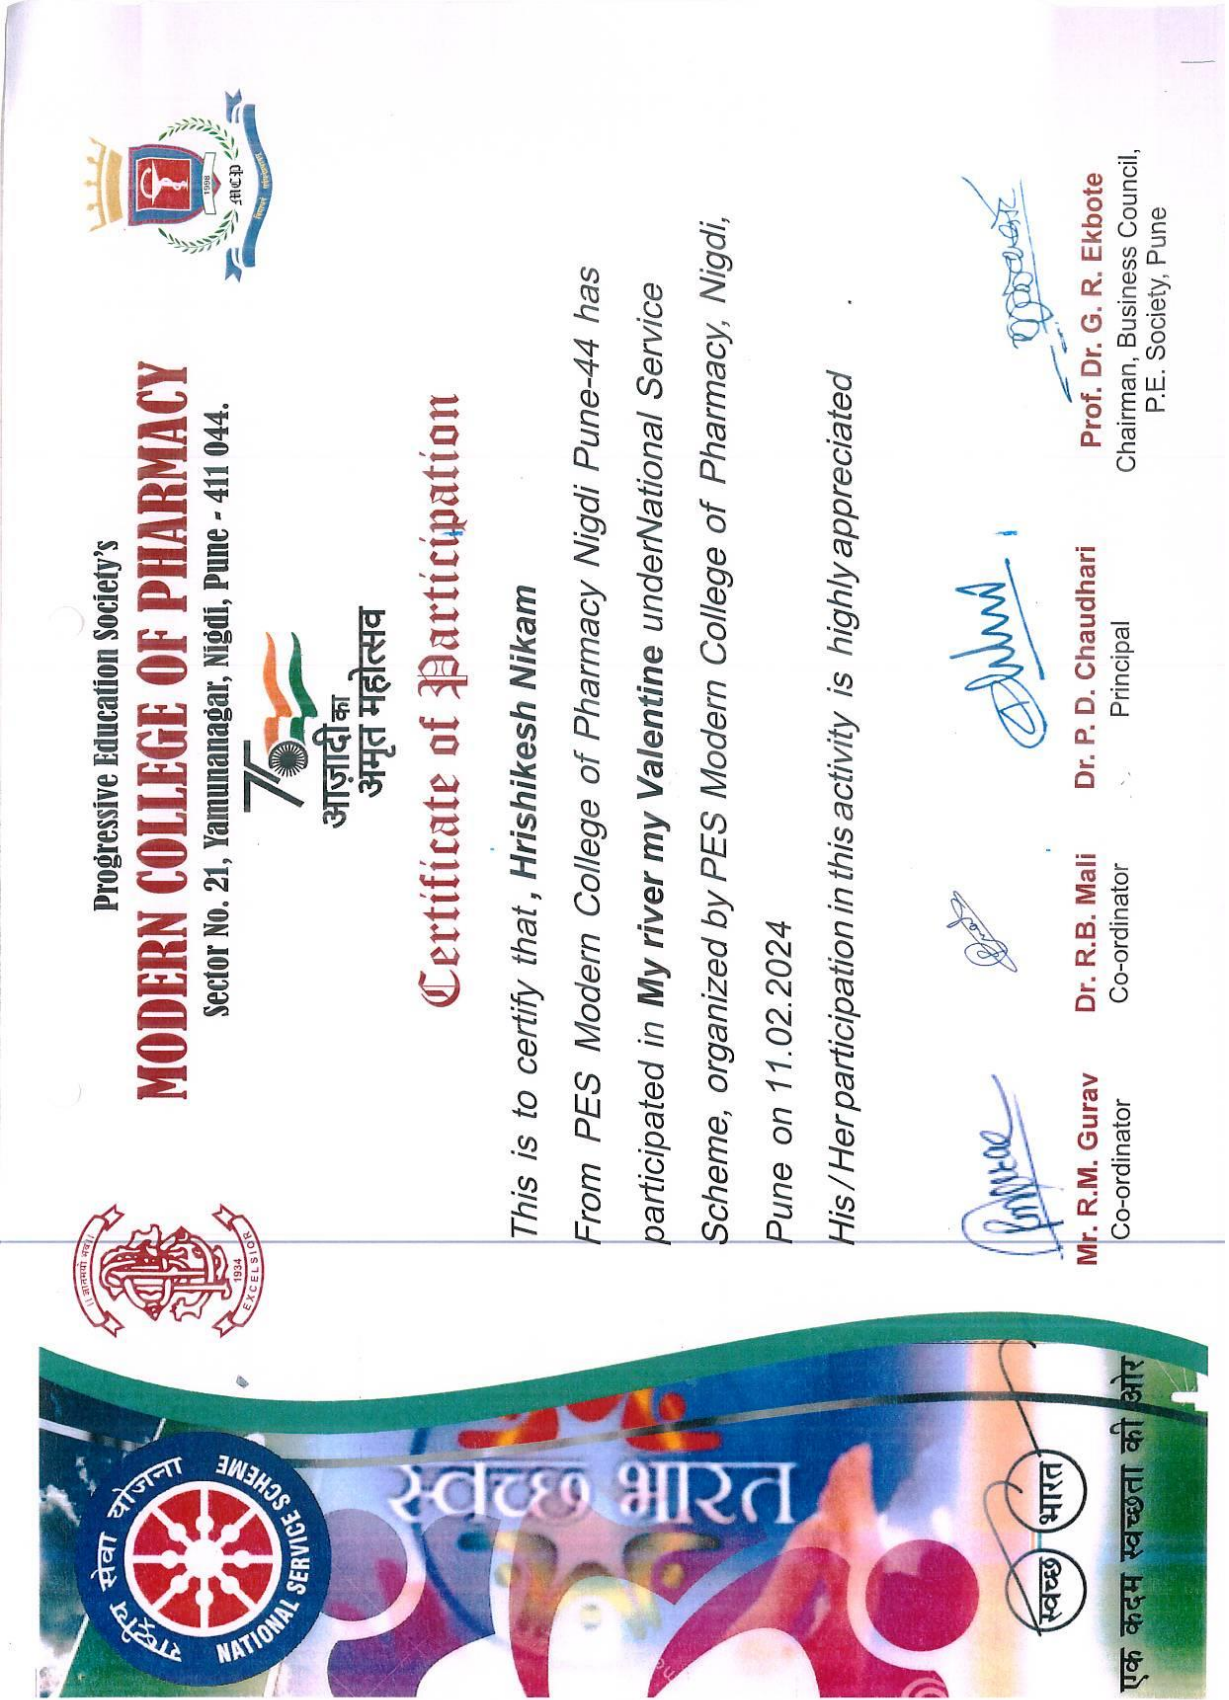 राष्ट्रीय सेवा योजना
NATIONAL SERVICE SCHEME
स्वच्छ भारत
स्वच्छ भारत
एक कदम स्वच्छता की ओर
1934
EXCELSIOR
Progressive Education Society's
MODERN COLLEGE OF PHARMACY
Sector No. 21, Yamunanagar, Nigdi, Pune - 411 044.
1998
MCP
75
आज़ादी का
अमृत महोत्सव
Certificate of Participation
This is to certify that , Hrishikesh Nikam
From PES Modern College of Pharmacy Nigdi Pune-44 has
participated in My river my Valentine underNational Service
Scheme, organized by PES Modern College of Pharmacy, Nigdi,
Pune on 11.02.2024
His / Her participation in this activity is highly appreciated .
Mr. R.M. Gurav
Co-ordinator
Dr. R.B. Mali
Co-ordinator
Dr. P. D. Chaudhari
Principal
Prof. Dr. G. R. Ekbote
Chairman, Business Council,
P.E. Society, Pune